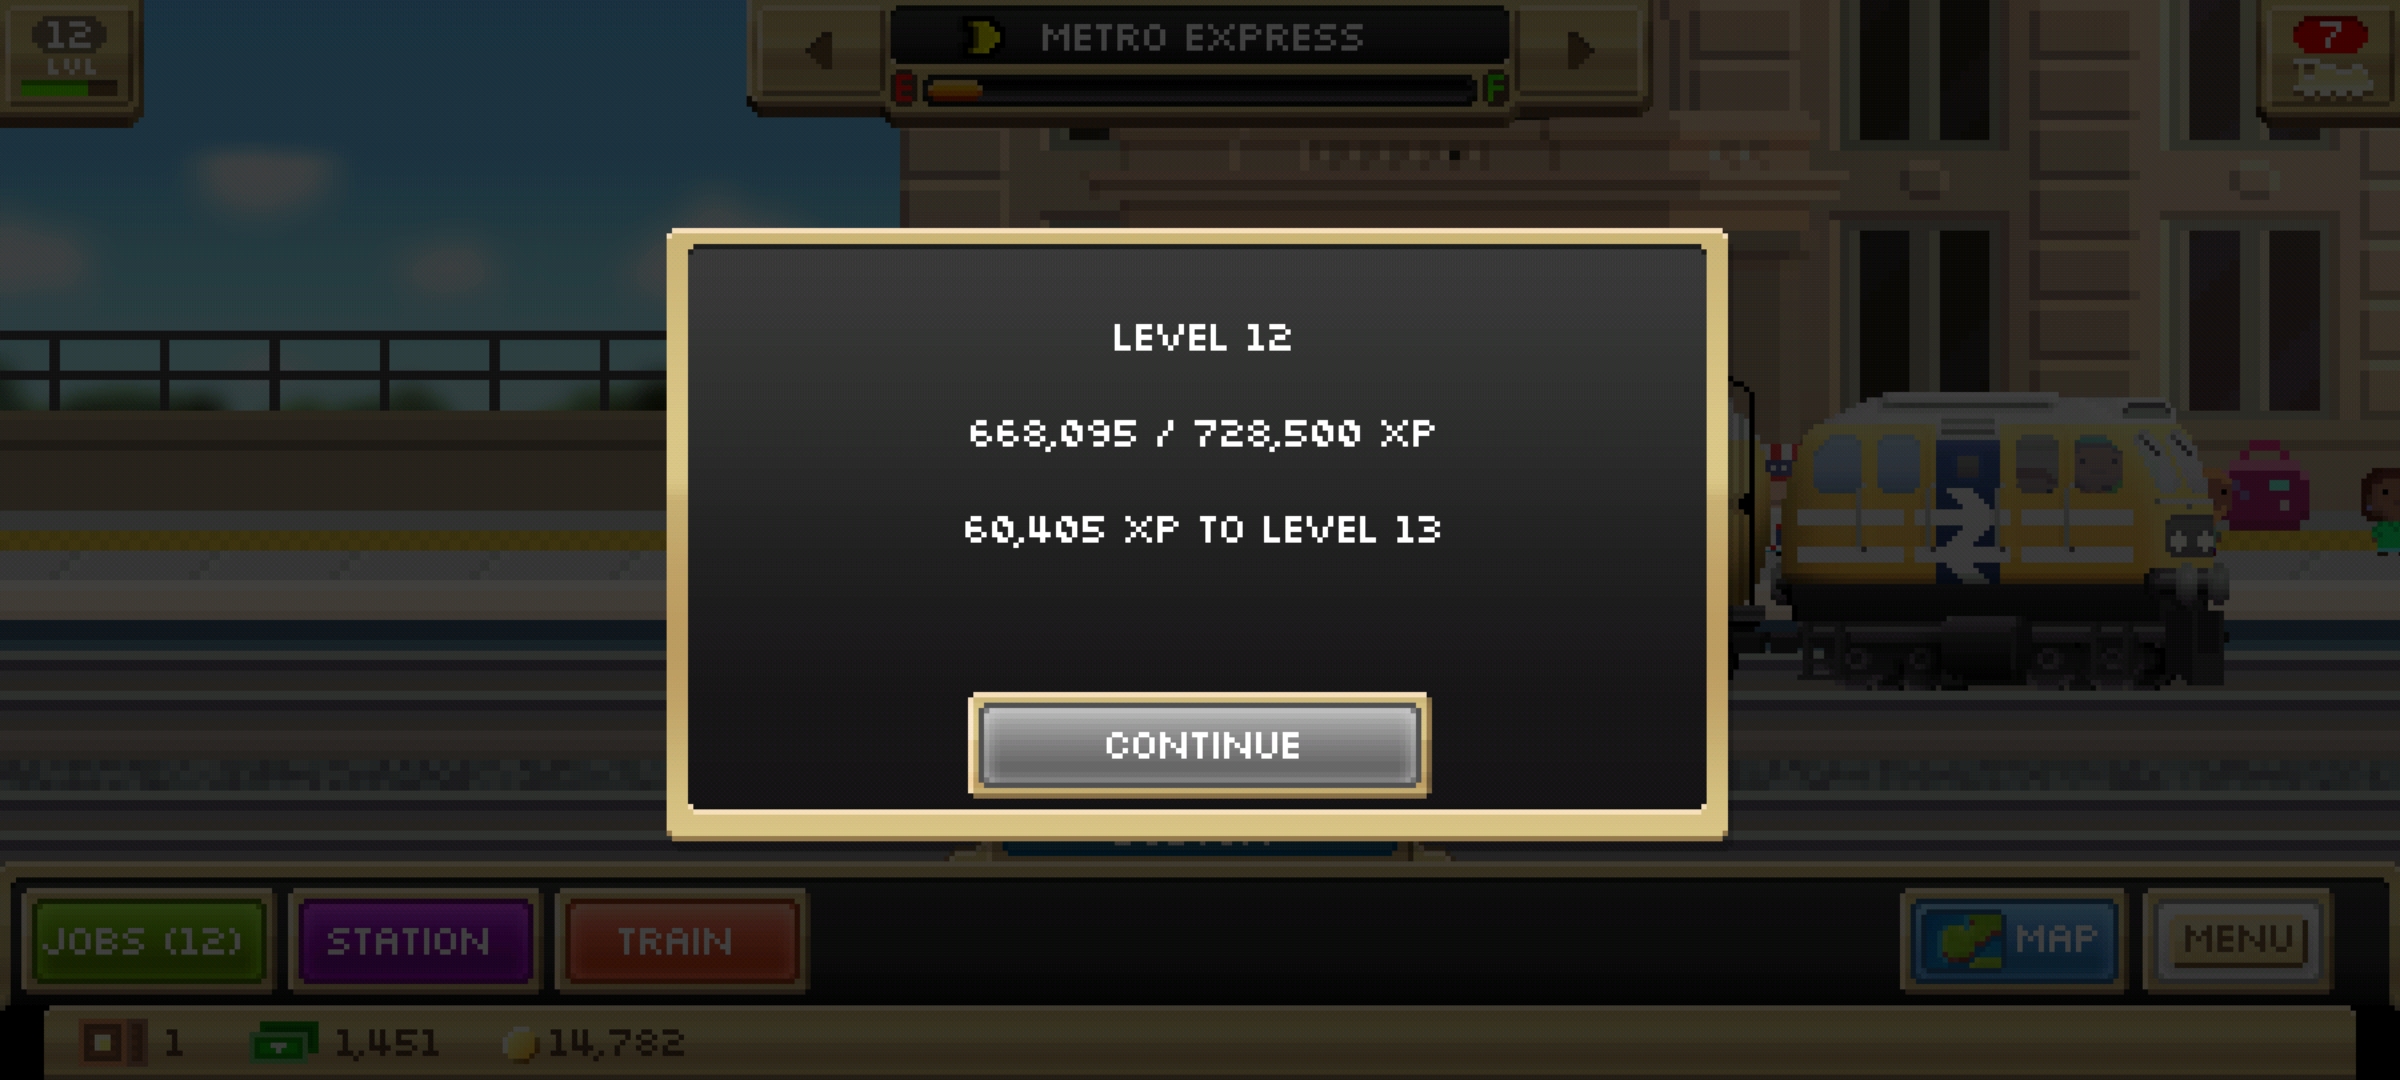 12
LVL
METRO EXPRESS
7
E
F
LEVEL 12
668,095 / 728,500 XP
60,405 XP TO LEVEL 13
CONTINUE
JOBS (12)
STATION
TRAIN
MAP
MENU
1
1,451
14,782